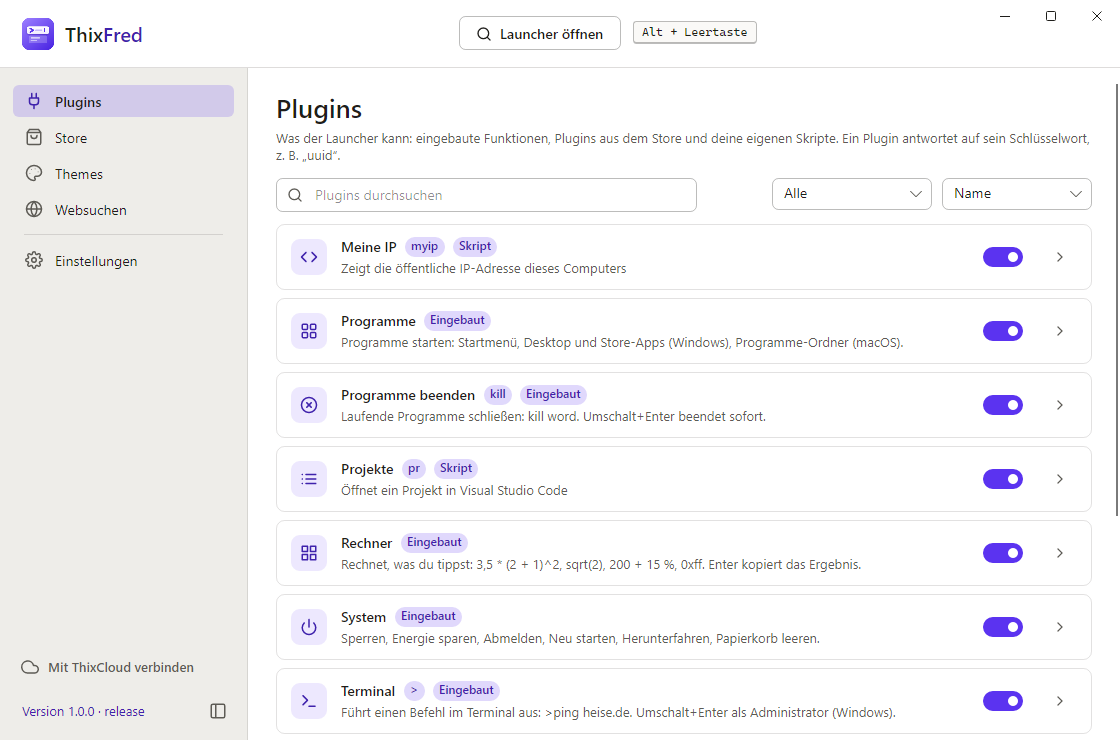 ThixFred
Launcher öffnen
Alt + Leertaste
Plugins
Store
Themes
Websuchen
Einstellungen
Mit ThixCloud verbinden
Version 1.0.0 · release
Plugins
Was der Launcher kann: eingebaute Funktionen, Plugins aus dem Store und deine eigenen Skripte. Ein Plugin antwortet auf sein Schlüsselwort,
z. B. „uuid“.
Plugins durchsuchen
Alle
Name
Meine IP myip Skript
Zeigt die öffentliche IP-Adresse dieses Computers
Programme Eingebaut
Programme starten: Startmenü, Desktop und Store-Apps (Windows), Programme-Ordner (macOS).
Programme beenden kill Eingebaut
Laufende Programme schließen: kill word. Umschalt+Enter beendet sofort.
Projekte pr Skript
Öffnet ein Projekt in Visual Studio Code
Rechner Eingebaut
Rechnet, was du tippst: 3,5 * (2 + 1)^2, sqrt(2), 200 + 15 %, 0xff. Enter kopiert das Ergebnis.
System Eingebaut
Sperren, Energie sparen, Abmelden, Neu starten, Herunterfahren, Papierkorb leeren.
Terminal > Eingebaut
Führt einen Befehl im Terminal aus: >ping heise.de. Umschalt+Enter als Administrator (Windows).